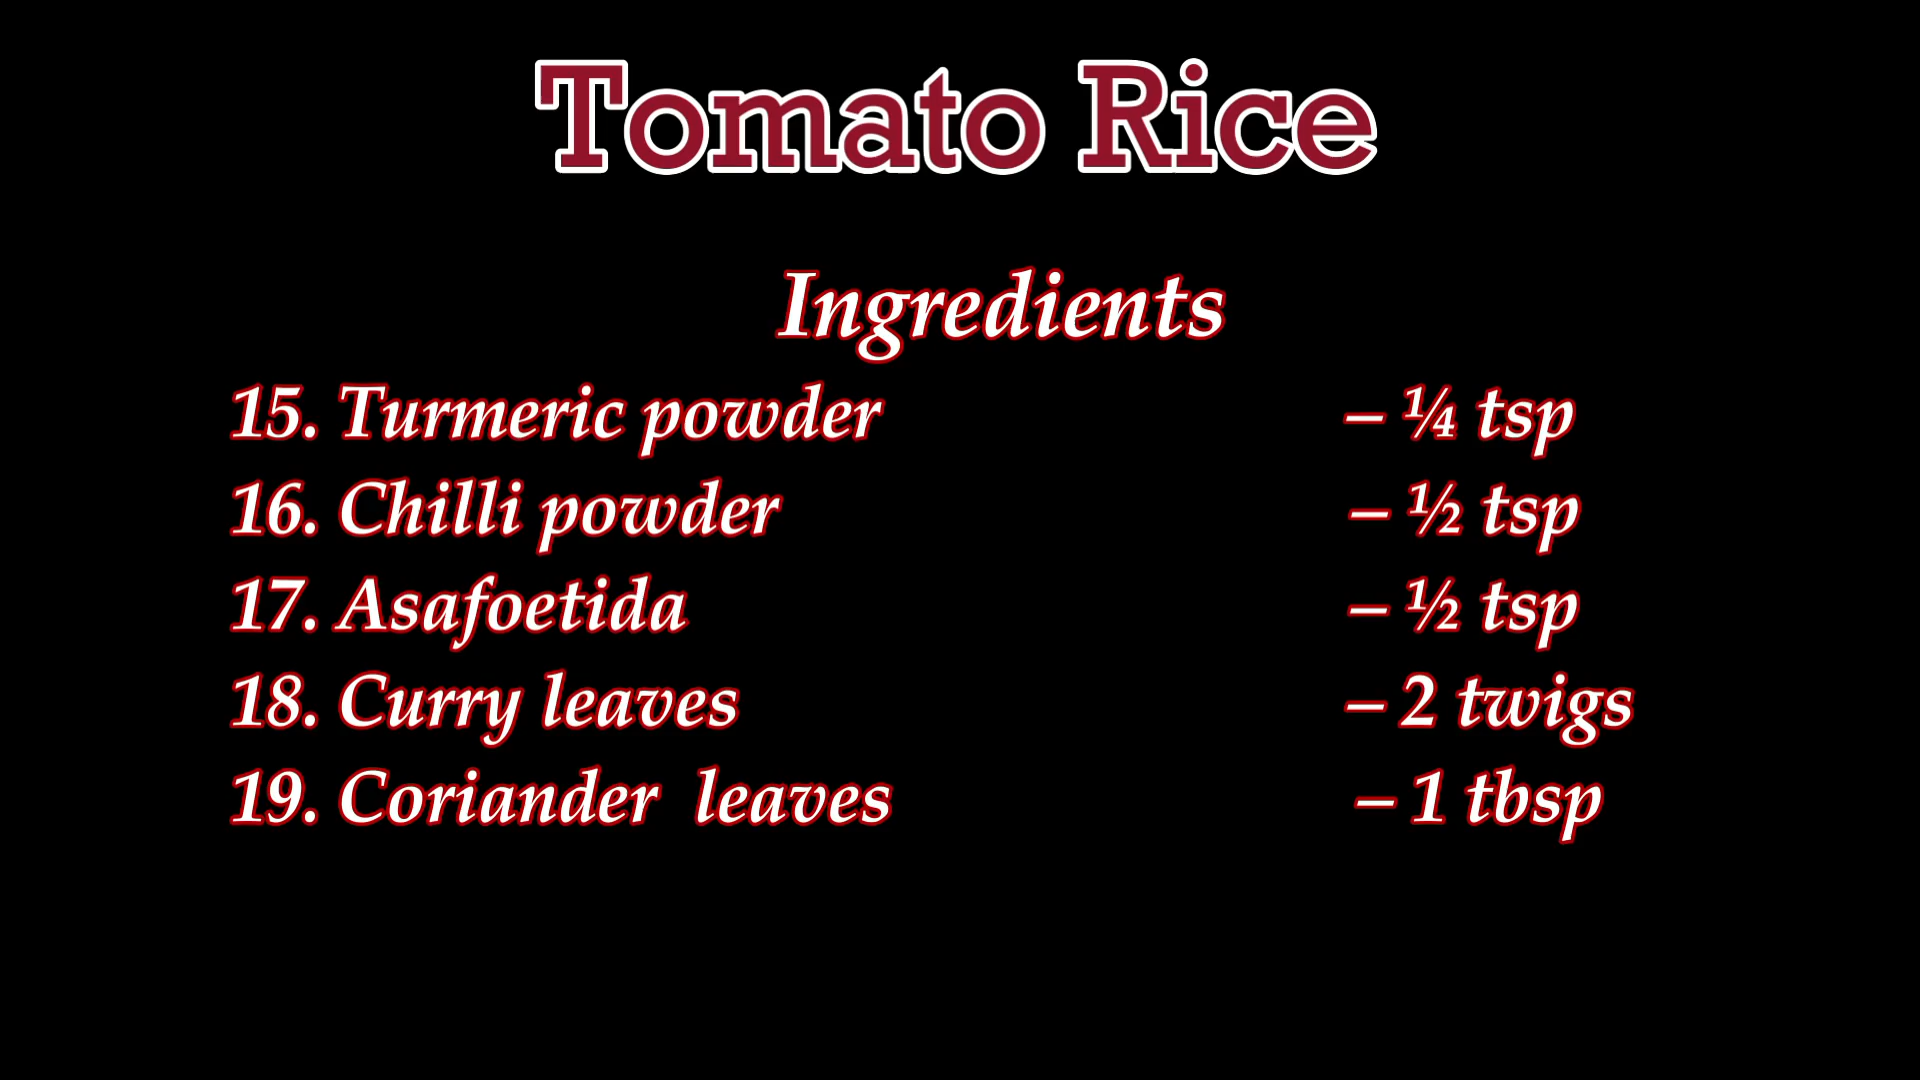 Tomato Rice
Ingredients
15. Turmeric powder – ¼ tsp
16. Chilli powder – ½ tsp
17. Asafoetida – ½ tsp
18. Curry leaves – 2 twigs
19. Coriander leaves – 1 tbsp